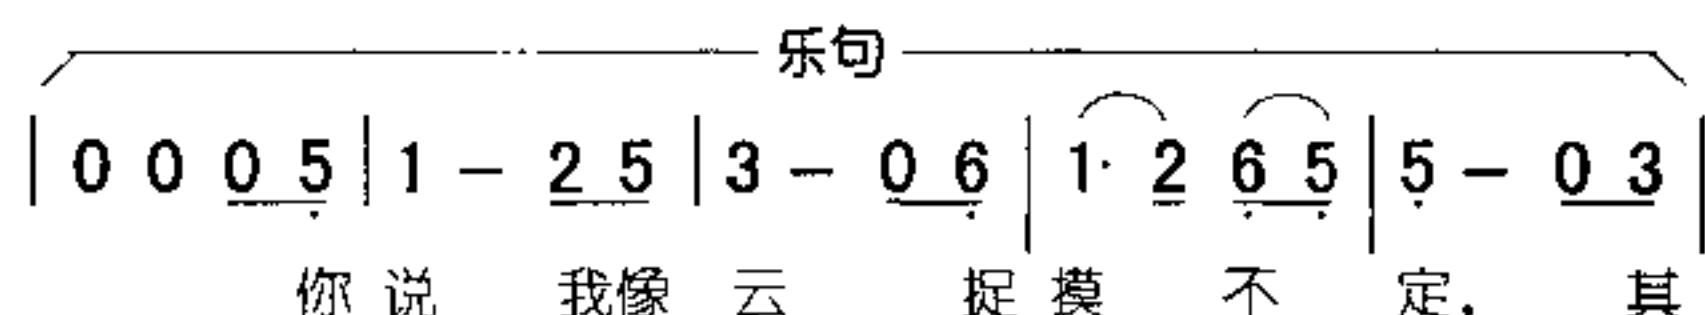 乐句
| 0 0 0 5 | 1 — 2 5 | 3 — 0 6 | 1· 2 6 5 | 5 — 0 3 |
你说 我像 云 捉摸 不 定， 其